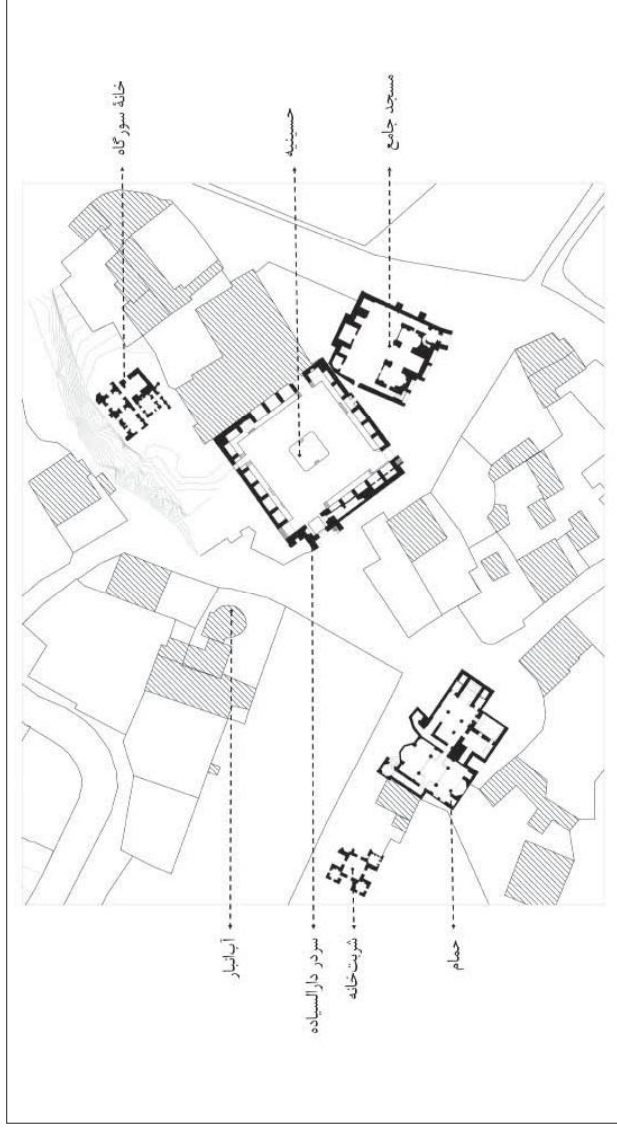 خانهٔ سورگاه
حسینیه
مسجد جامع
آب‌انبار
سردر دارالسیاده
شربت‌خانه
حمام